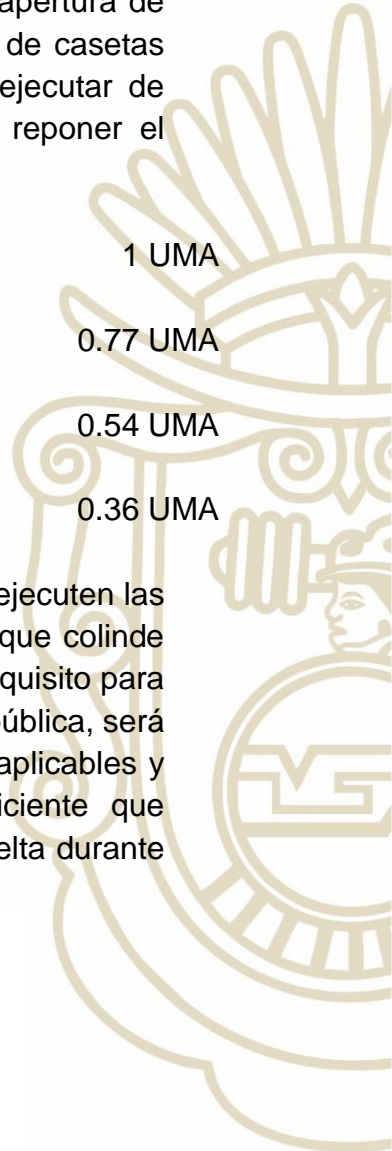 apertura de
de casetas
ejecutar de
reponer el
1 UMA
0.77 UMA
0.54 UMA
0.36 UMA
ejecuten las
que colinde
quisito para
ública, será
aplicables y
iciente que
elta durante